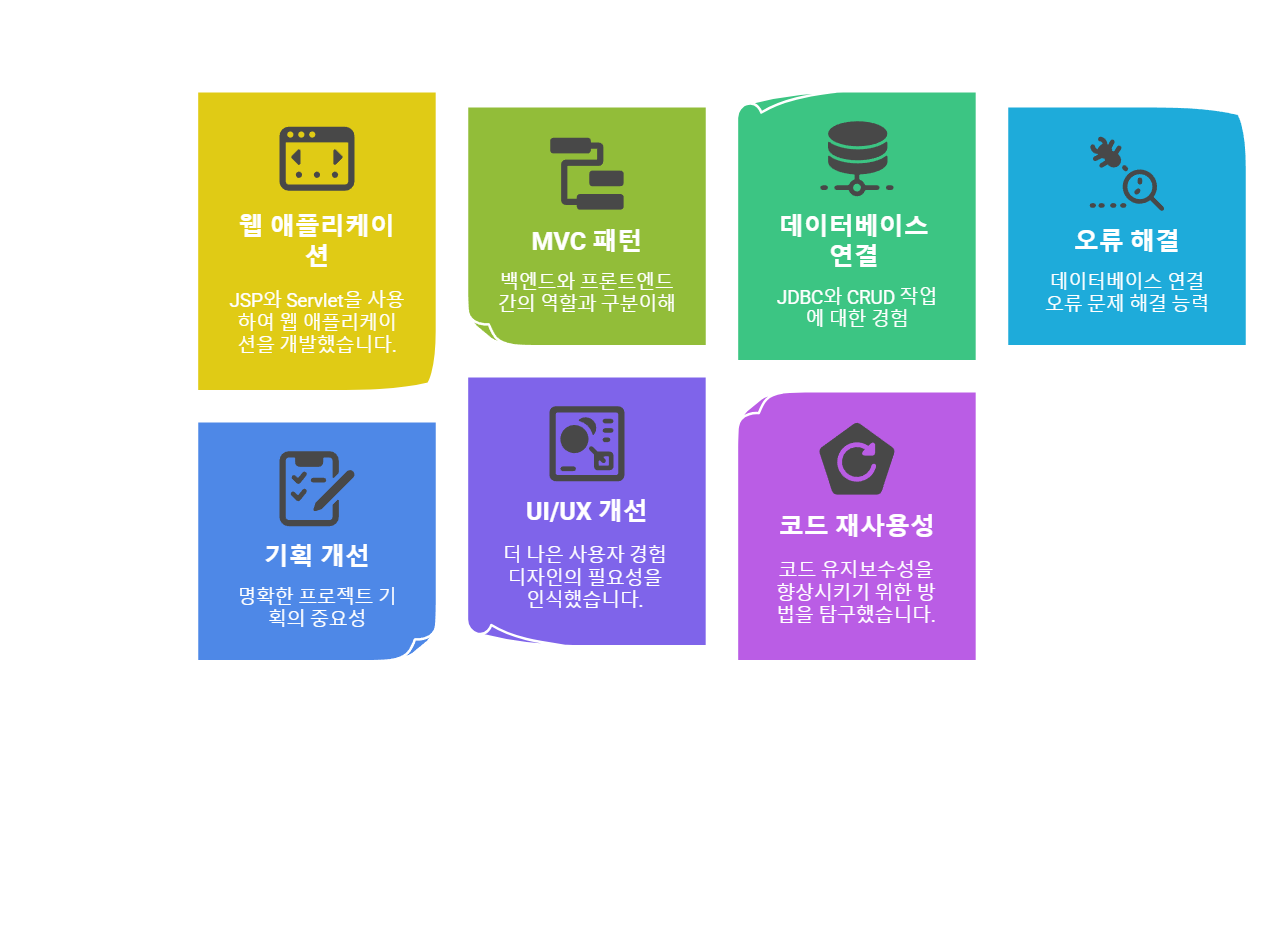 웹 애플리케이
션
JSP와 Servlet을 사용
하여 웹 애플리케이
션을 개발했습니다.
MVC 패턴
백엔드와 프론트엔드
간의 역할과 구분이해
데이터베이스
연결
JDBC와 CRUD 작업
에 대한 경험
오류 해결
데이터베이스 연결
오류 문제 해결 능력
기획 개선
명확한 프로젝트 기
획의 중요성
UI/UX 개선
더 나은 사용자 경험
디자인의 필요성을
인식했습니다.
코드 재사용성
코드 유지보수성을
향상시키기 위한 방
법을 탐구했습니다.